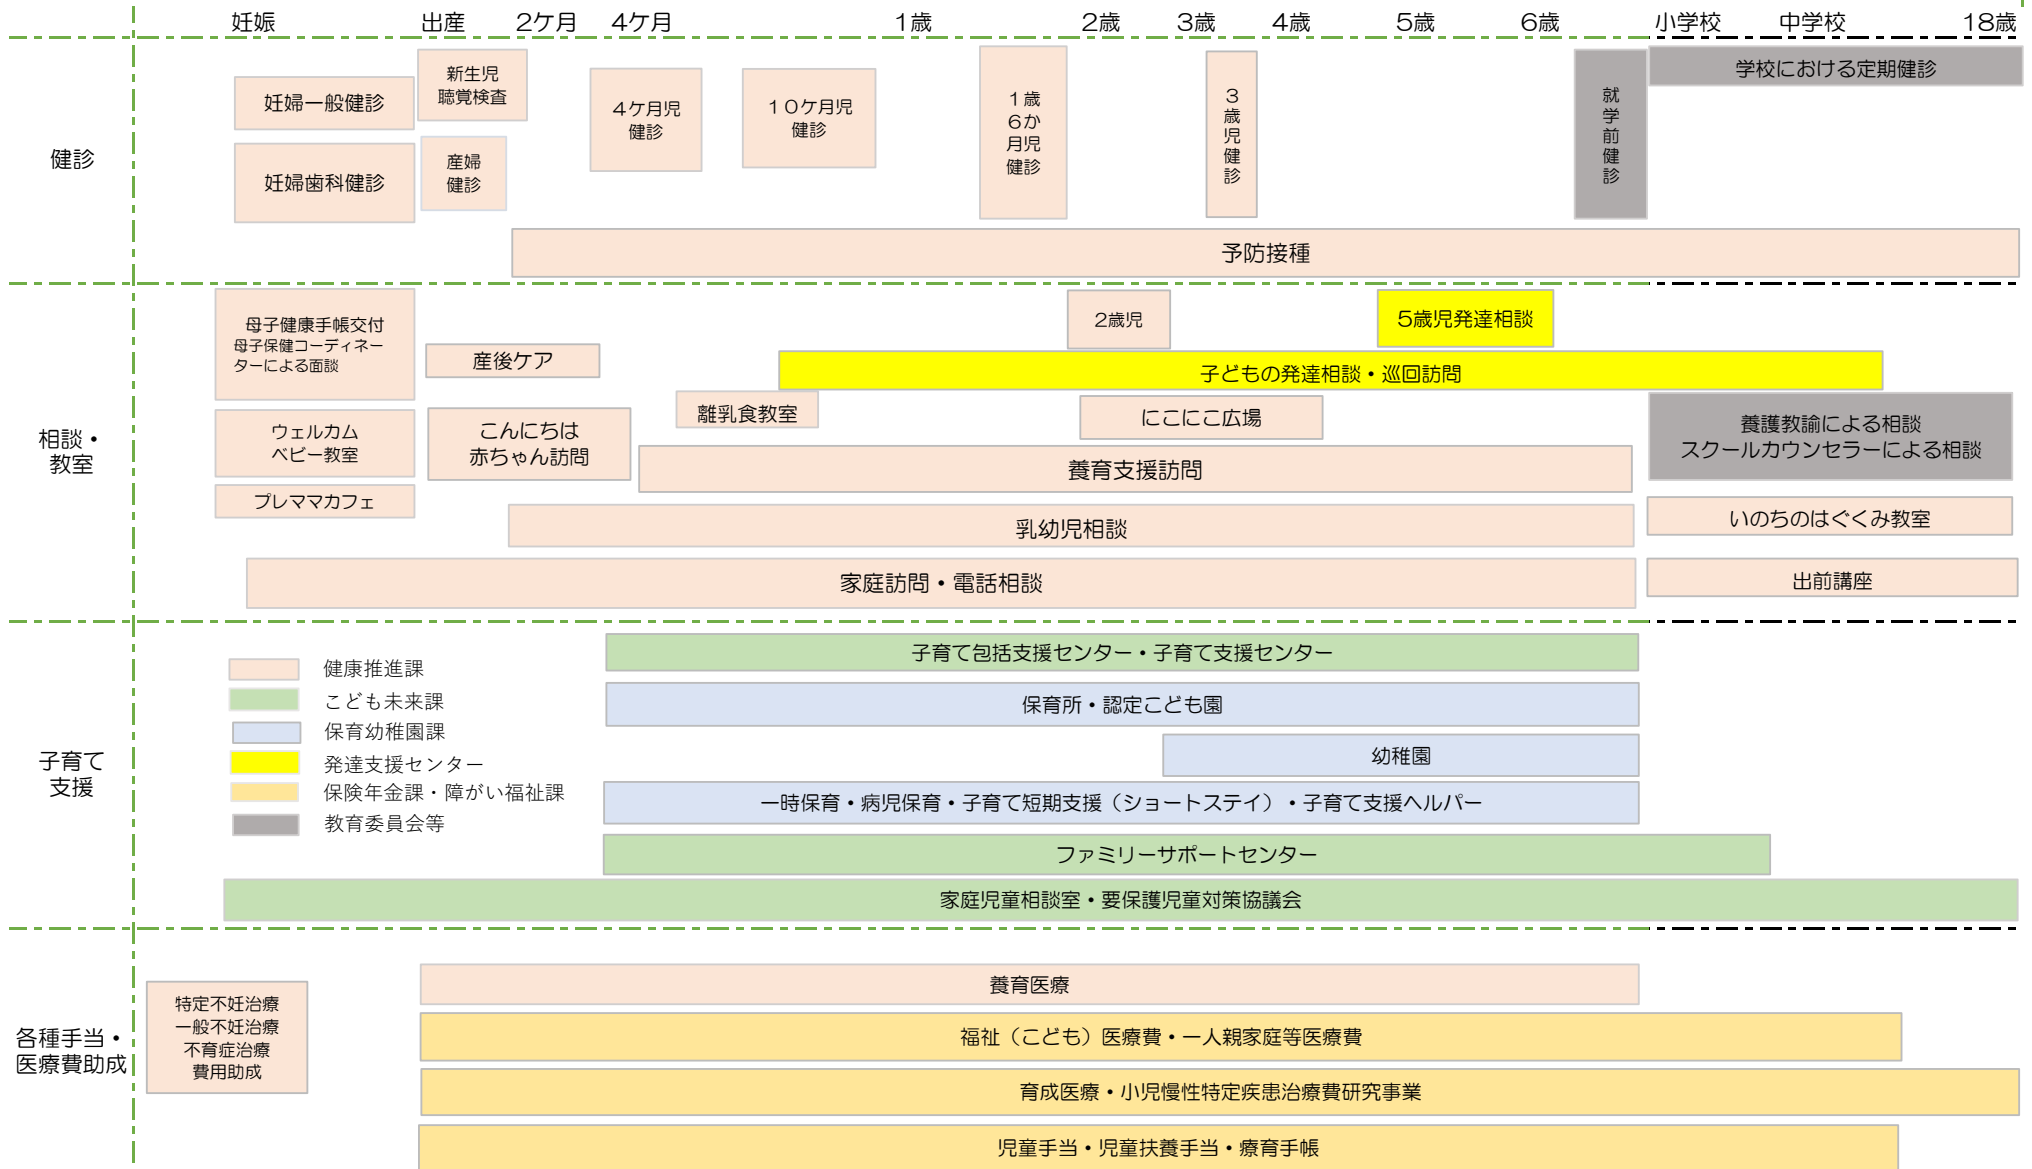 妊娠
出産
2ケ月
4ケ月
1歳
2歳
3歳
4歳
5歳
6歳
小学校
中学校
18歳
健診
妊婦一般健診
妊婦歯科健診
新生児
聴覚検査
産婦
健診
4ケ月児
健診
10ケ月児
健診
1歳
6か
月児
健診
3
歳
児
健
診
就
学
前
健
診
学校における定期健診
予防接種
相談・
教室
母子健康手帳交付
母子保健コーディネー
ターによる面談
ウェルカム
ベビー教室
プレママカフェ
産後ケア
こんにちは
赤ちゃん訪問
離乳食教室
2歳児
5歳児発達相談
子どもの発達相談・巡回訪問
にこにこ広場
養育支援訪問
養護教諭による相談
スクールカウンセラーによる相談
乳幼児相談
いのちのはぐくみ教室
家庭訪問・電話相談
出前講座
子育て
支援
健康推進課
こども未来課
保育幼稚園課
発達支援センター
保険年金課・障がい福祉課
教育委員会等
子育て包括支援センター・子育て支援センター
保育所・認定こども園
幼稚園
一時保育・病児保育・子育て短期支援（ショートステイ）・子育て支援ヘルパー
ファミリーサポートセンター
家庭児童相談室・要保護児童対策協議会
各種手当・
医療費助成
特定不妊治療
一般不妊治療
不育症治療
費用助成
養育医療
福祉（こども）医療費・一人親家庭等医療費
育成医療・小児慢性特定疾患治療費研究事業
児童手当・児童扶養手当・療育手帳